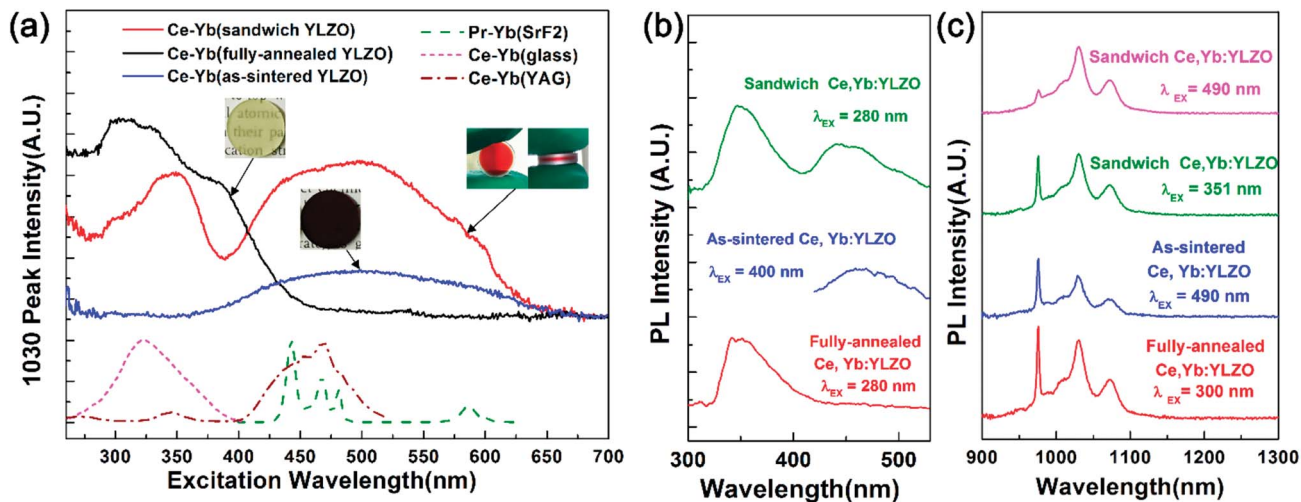 (a)
Ce-Yb(sandwich YLZO)
Ce-Yb(fully-annealed YLZO)
Ce-Yb(as-sintered YLZO)
Pr-Yb(SrF2)
Ce-Yb(glass)
Ce-Yb(YAG)
atomic
their pa
cation str
1030 Peak Intensity(A.U.)
300 350 400 450 500 550 600 650 700
Excitation Wavelength(nm)
(b)
Sandwich Ce,Yb:YLZO
λEX = 280 nm
As-sintered Ce, Yb:YLZO
λEX = 400 nm
Fully-annealed
Ce, Yb:YLZO
λEX = 280 nm
PL Intensity (A.U.)
300 400 500
Wavelength(nm)
(c)
Sandwich Ce,Yb:YLZO
λEX = 490 nm
Sandwich Ce,Yb:YLZO
λEX = 351 nm
As-sintered
Ce, Yb:YLZO
λEX = 490 nm
Fully-annealed
Ce,Yb:YLZO
λEX = 300 nm
PL Intensity(A.U.)
900 1000 1100 1200 1300
Wavelength(nm)